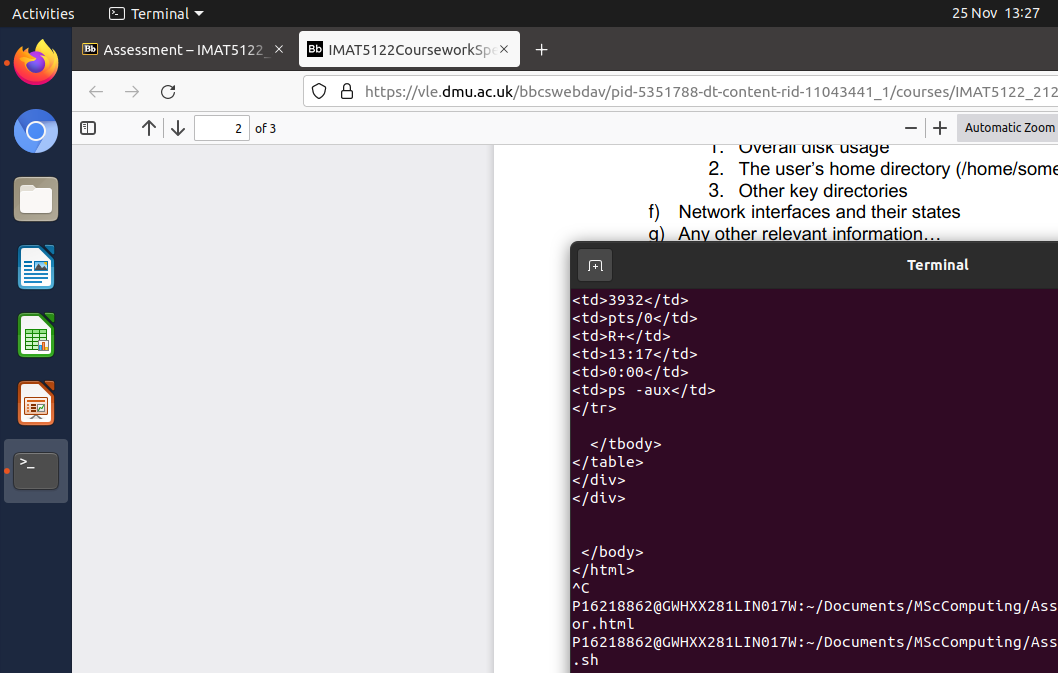 Activities
Terminal
25 Nov 13:27
Bb
Assessment – IMAT5122_
Bb
IMAT5122CourseworkSpe
https://vle.dmu.ac.uk/bbcswebdav/pid-5351788-dt-content-rid-11043441_1/courses/IMAT5122_212
2
of 3
Automatic Zoom
1. Overall disk usage
2. The user’s home directory (/home/some
3. Other key directories
f) Network interfaces and their states
g) Any other relevant information…
Terminal
<td>3932</td>
<td>pts/0</td>
<td>R+</td>
<td>13:17</td>
<td>0:00</td>
<td>ps -aux</td>
</tr>
</tbody>
</table>
</div>
</div>
</body>
</html>
^C
P16218862@GWHXX281LIN017W:~/Documents/MScComputing/Ass
or.html
P16218862@GWHXX281LIN017W:~/Documents/MScComputing/Ass
.sh
>_